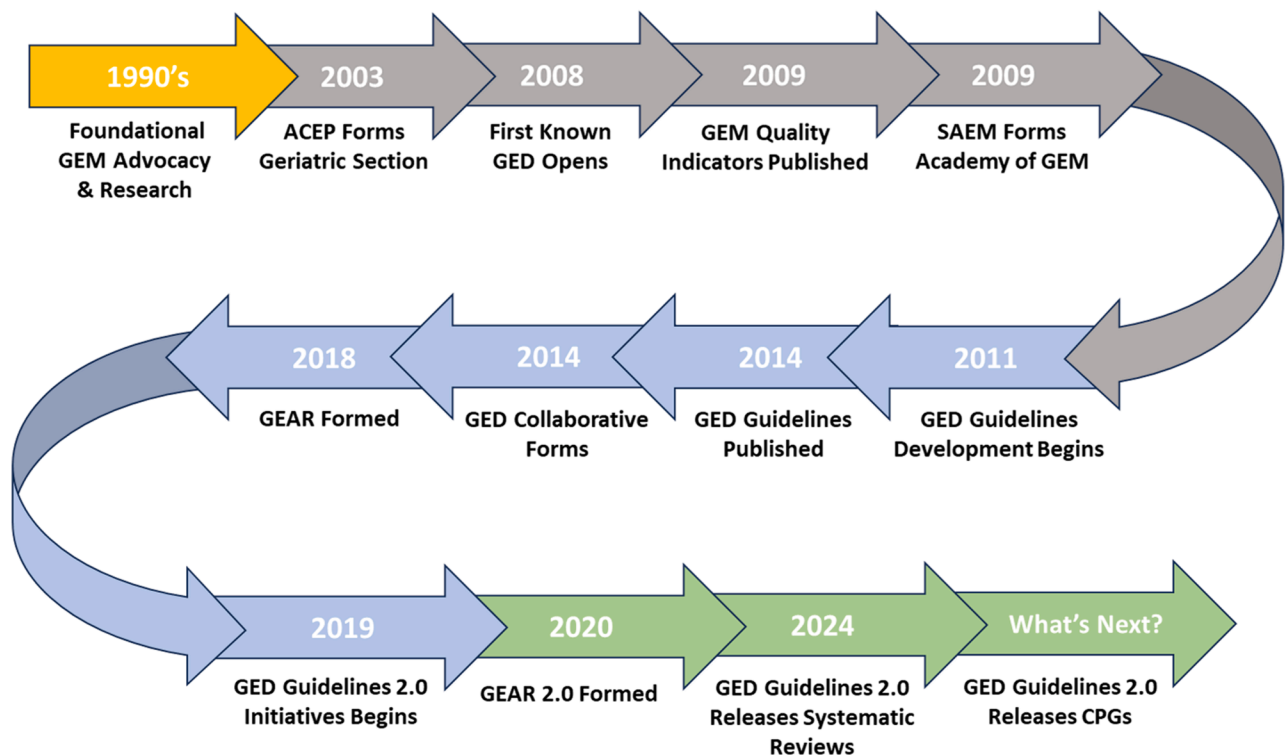 1990's
2003
2008
2009
2009
Foundational
GEM Advocacy
& Research
ACEP Forms
Geriatric Section
First Known
GED Opens
GEM Quality
Indicators Published
SAEM Forms
Academy of GEM
2011
2014
2014
2018
GED Guidelines
Development Begins
GED Guidelines
Published
GED Collaborative
Forms
GEAR Formed
2019
2020
2024
What's Next?
GED Guidelines 2.0
Initiatives Begins
GEAR 2.0 Formed
GED Guidelines 2.0
Releases Systematic
Reviews
GED Guidelines 2.0
Releases CPGs